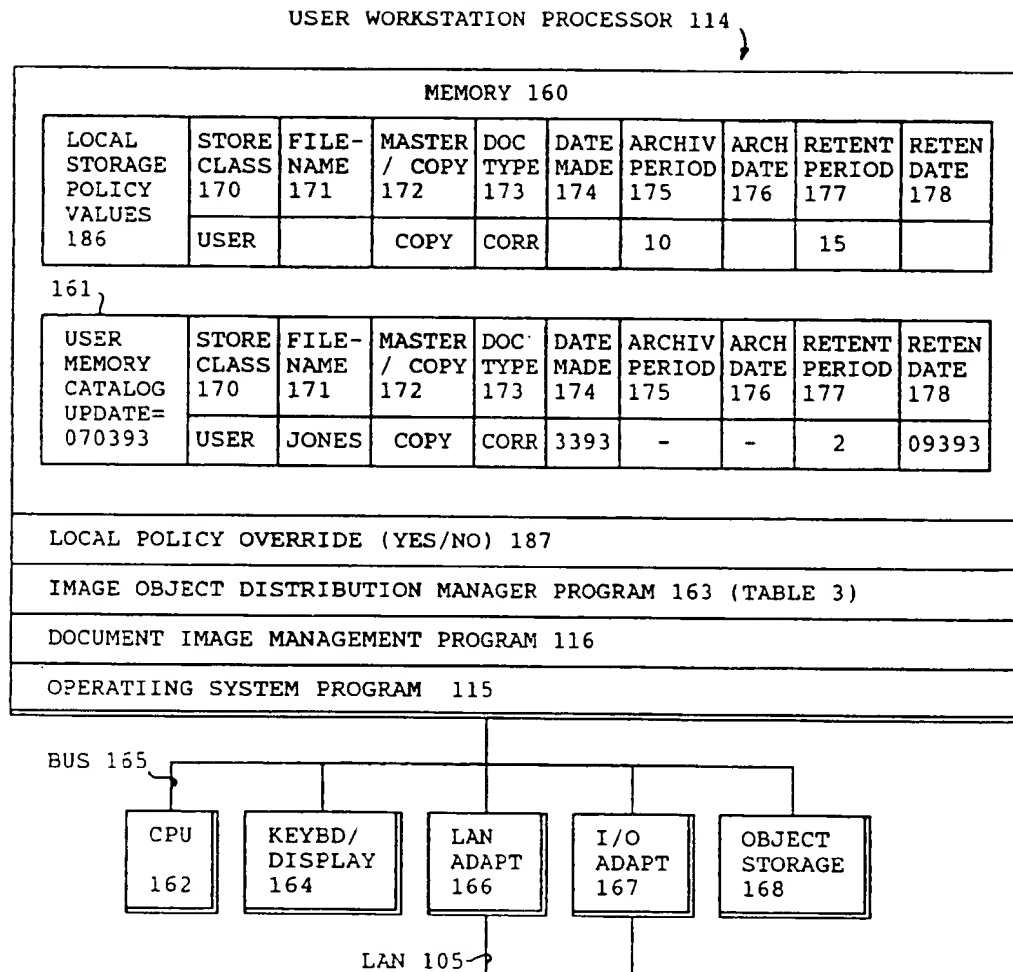 USER WORKSTATION PROCESSOR 114
MEMORY 160
LOCAL STORAGE POLICY VALUES 186
STORE CLASS 170
FILE-NAME 171
MASTER / COPY 172
DOC TYPE 173
DATE MADE 174
ARCHIV PERIOD 175
ARCH DATE 176
RETENT PERIOD 177
RETEN DATE 178
USER COPY CORR 10 15
161
USER MEMORY CATALOG UPDATE= 070393
STORE CLASS 170
FILE-NAME 171
MASTER / COPY 172
DOC TYPE 173
DATE MADE 174
ARCHIV PERIOD 175
ARCH DATE 176
RETENT PERIOD 177
RETEN DATE 178
USER JONES COPY CORR 3393 - - 2 09393
LOCAL POLICY OVERRIDE (YES/NO) 187
IMAGE OBJECT DISTRIBUTION MANAGER PROGRAM 163 (TABLE 3)
DOCUMENT IMAGE MANAGEMENT PROGRAM 116
OPERATIING SYSTEM PROGRAM 115
BUS 165
CPU 162
KEYBD/ DISPLAY 164
LAN ADAPT 166
I/O ADAPT 167
OBJECT STORAGE 168
LAN 105